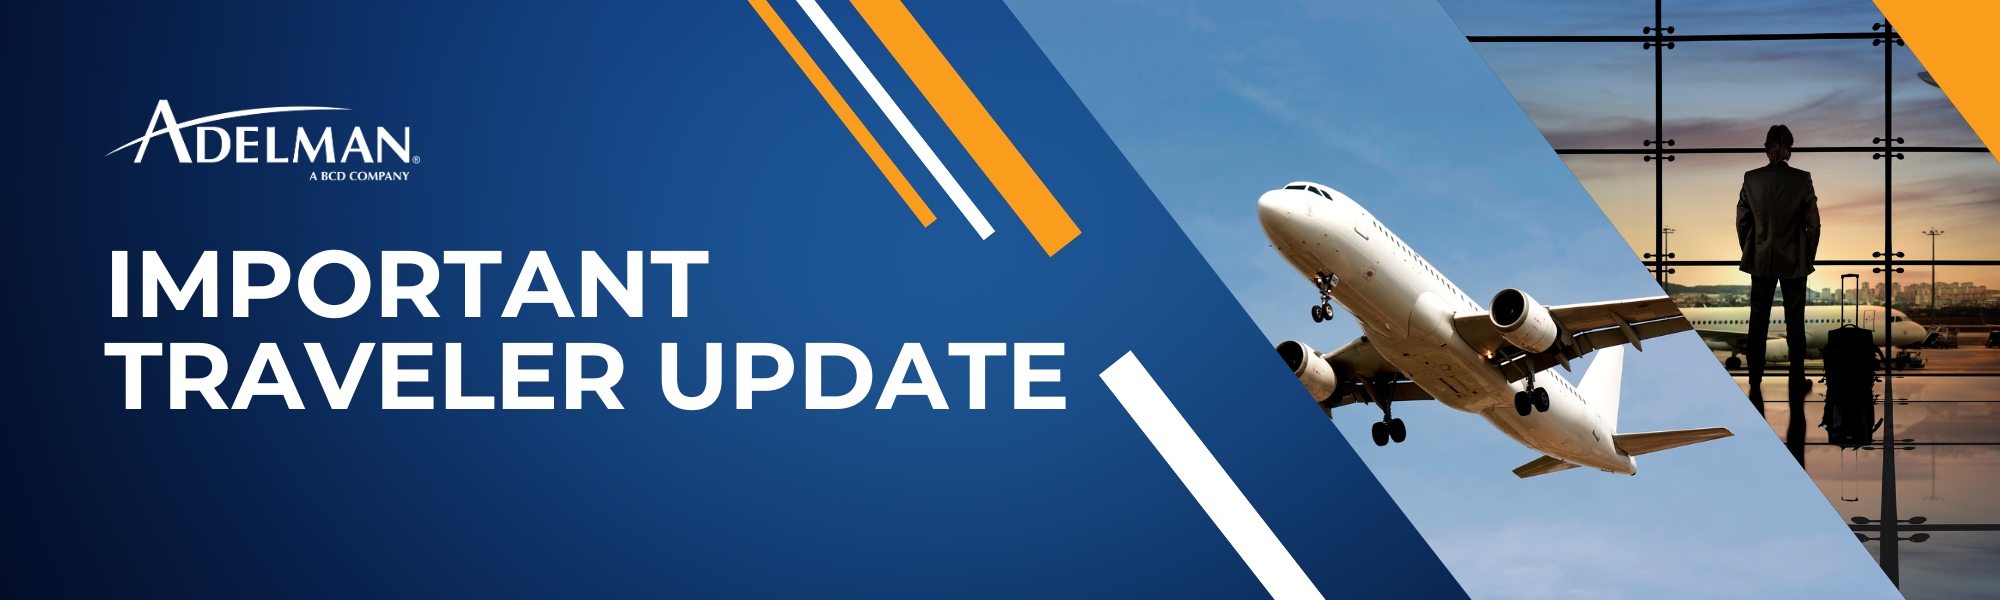 ADELMAN®
A BCD COMPANY
IMPORTANT
TRAVELER UPDATE